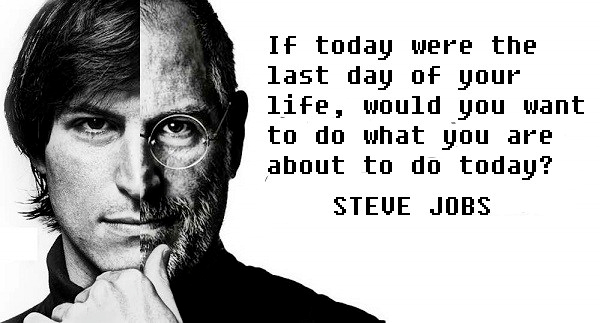 If today were the
last day of your
life, would you want
to do what you are
about to do today?
STEVE JOBS